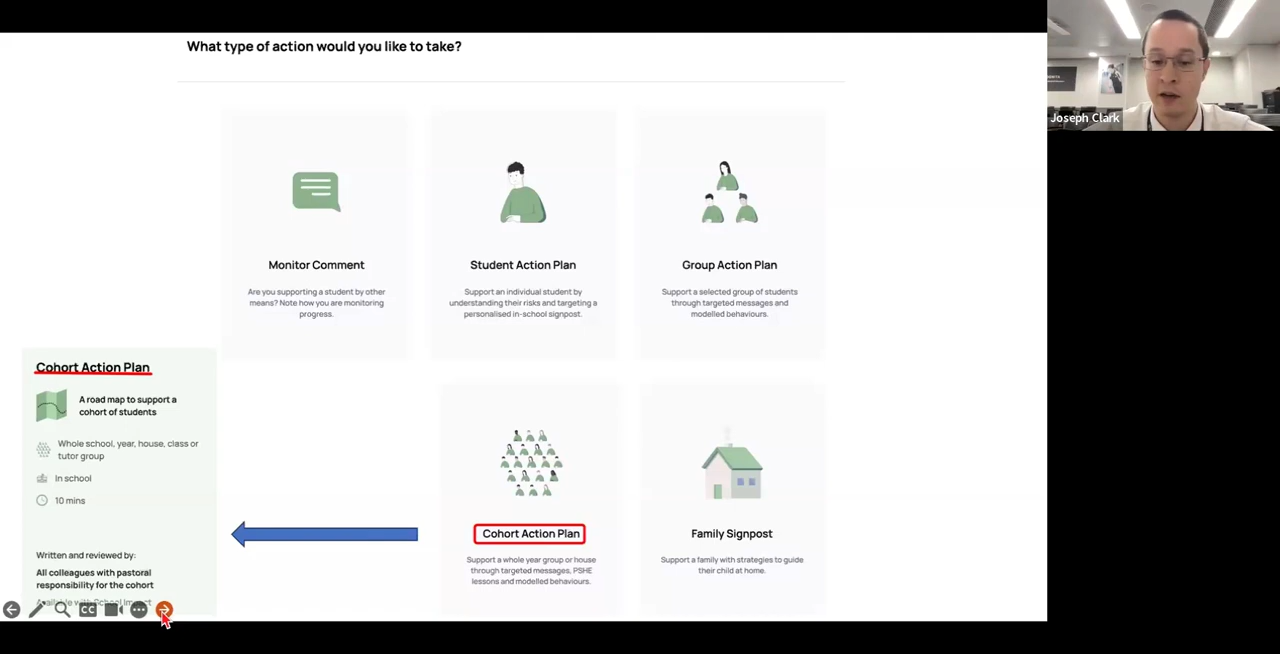 What type of action would you like to take?
Joseph Clark
Monitor Comment
Are you supporting a student by other
means? Note how you are monitoring
progress.
Student Action Plan
Support an individual student by
understanding their risks and targeting a
personalised in-school signpost.
Group Action Plan
Support a selected group of students
through targeted messages and
modelled behaviours.
Cohort Action Plan
A road map to support a
cohort of students
Whole school, year, house, class or
tutor group
In school
10 mins
Written and reviewed by:
All colleagues with pastoral
responsibility for the cohort
Available with School Impact
CC
Cohort Action Plan
Support a whole year group or house
through targeted messages, PSHE
lessons and modelled behaviours.
Family Signpost
Support a family with strategies to guide
their child at home.